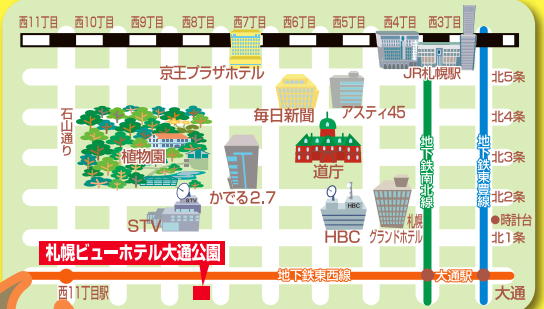 西11丁目 西10丁目 西9丁目 西8丁目 西7丁目 西6丁目 西5丁目 西4丁目 西3丁目
京王プラザホテル
JR札幌駅
北5条
毎日新聞
アスティ45
石山通り
北4条
植物園
道庁
地下鉄南北線
地下鉄東豊線
北3条
かでる2.7
北2条
STV
STV
HBC
HBC
札幌
グランドホテル
時計台
北1条
札幌ビューホテル大通公園
地下鉄東西線
大通駅
西11丁目駅
大通